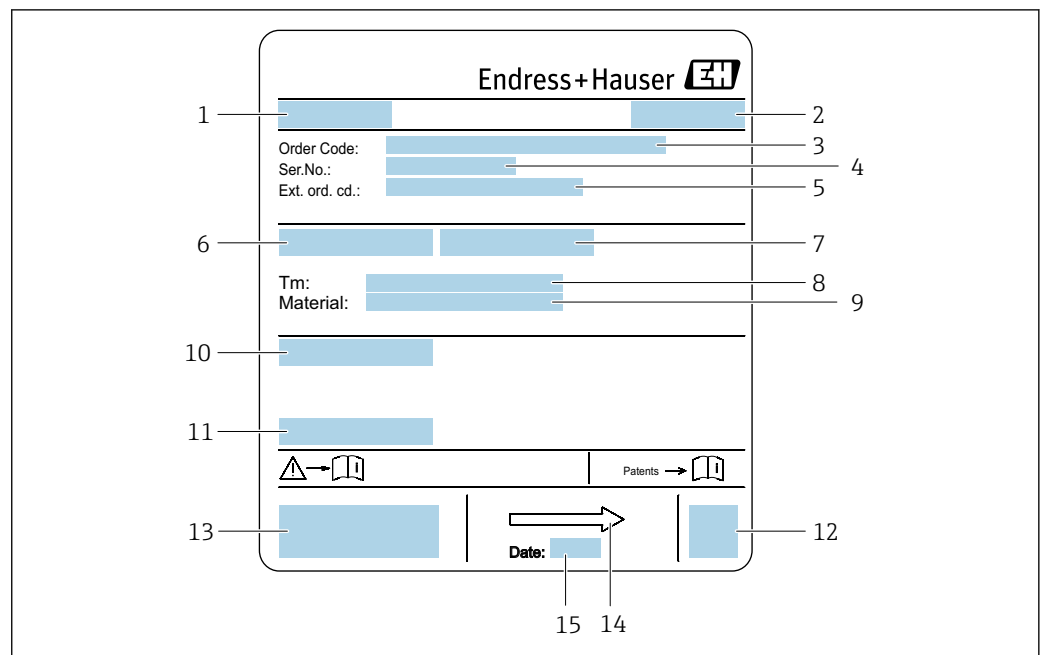 Endress+Hauser EH
1
2
Order Code:
3
Ser.No.:
4
Ext. ord. cd.:
5
6
7
Tm:
8
Material:
9
10
11
Patents
13
12
Date:
15 14